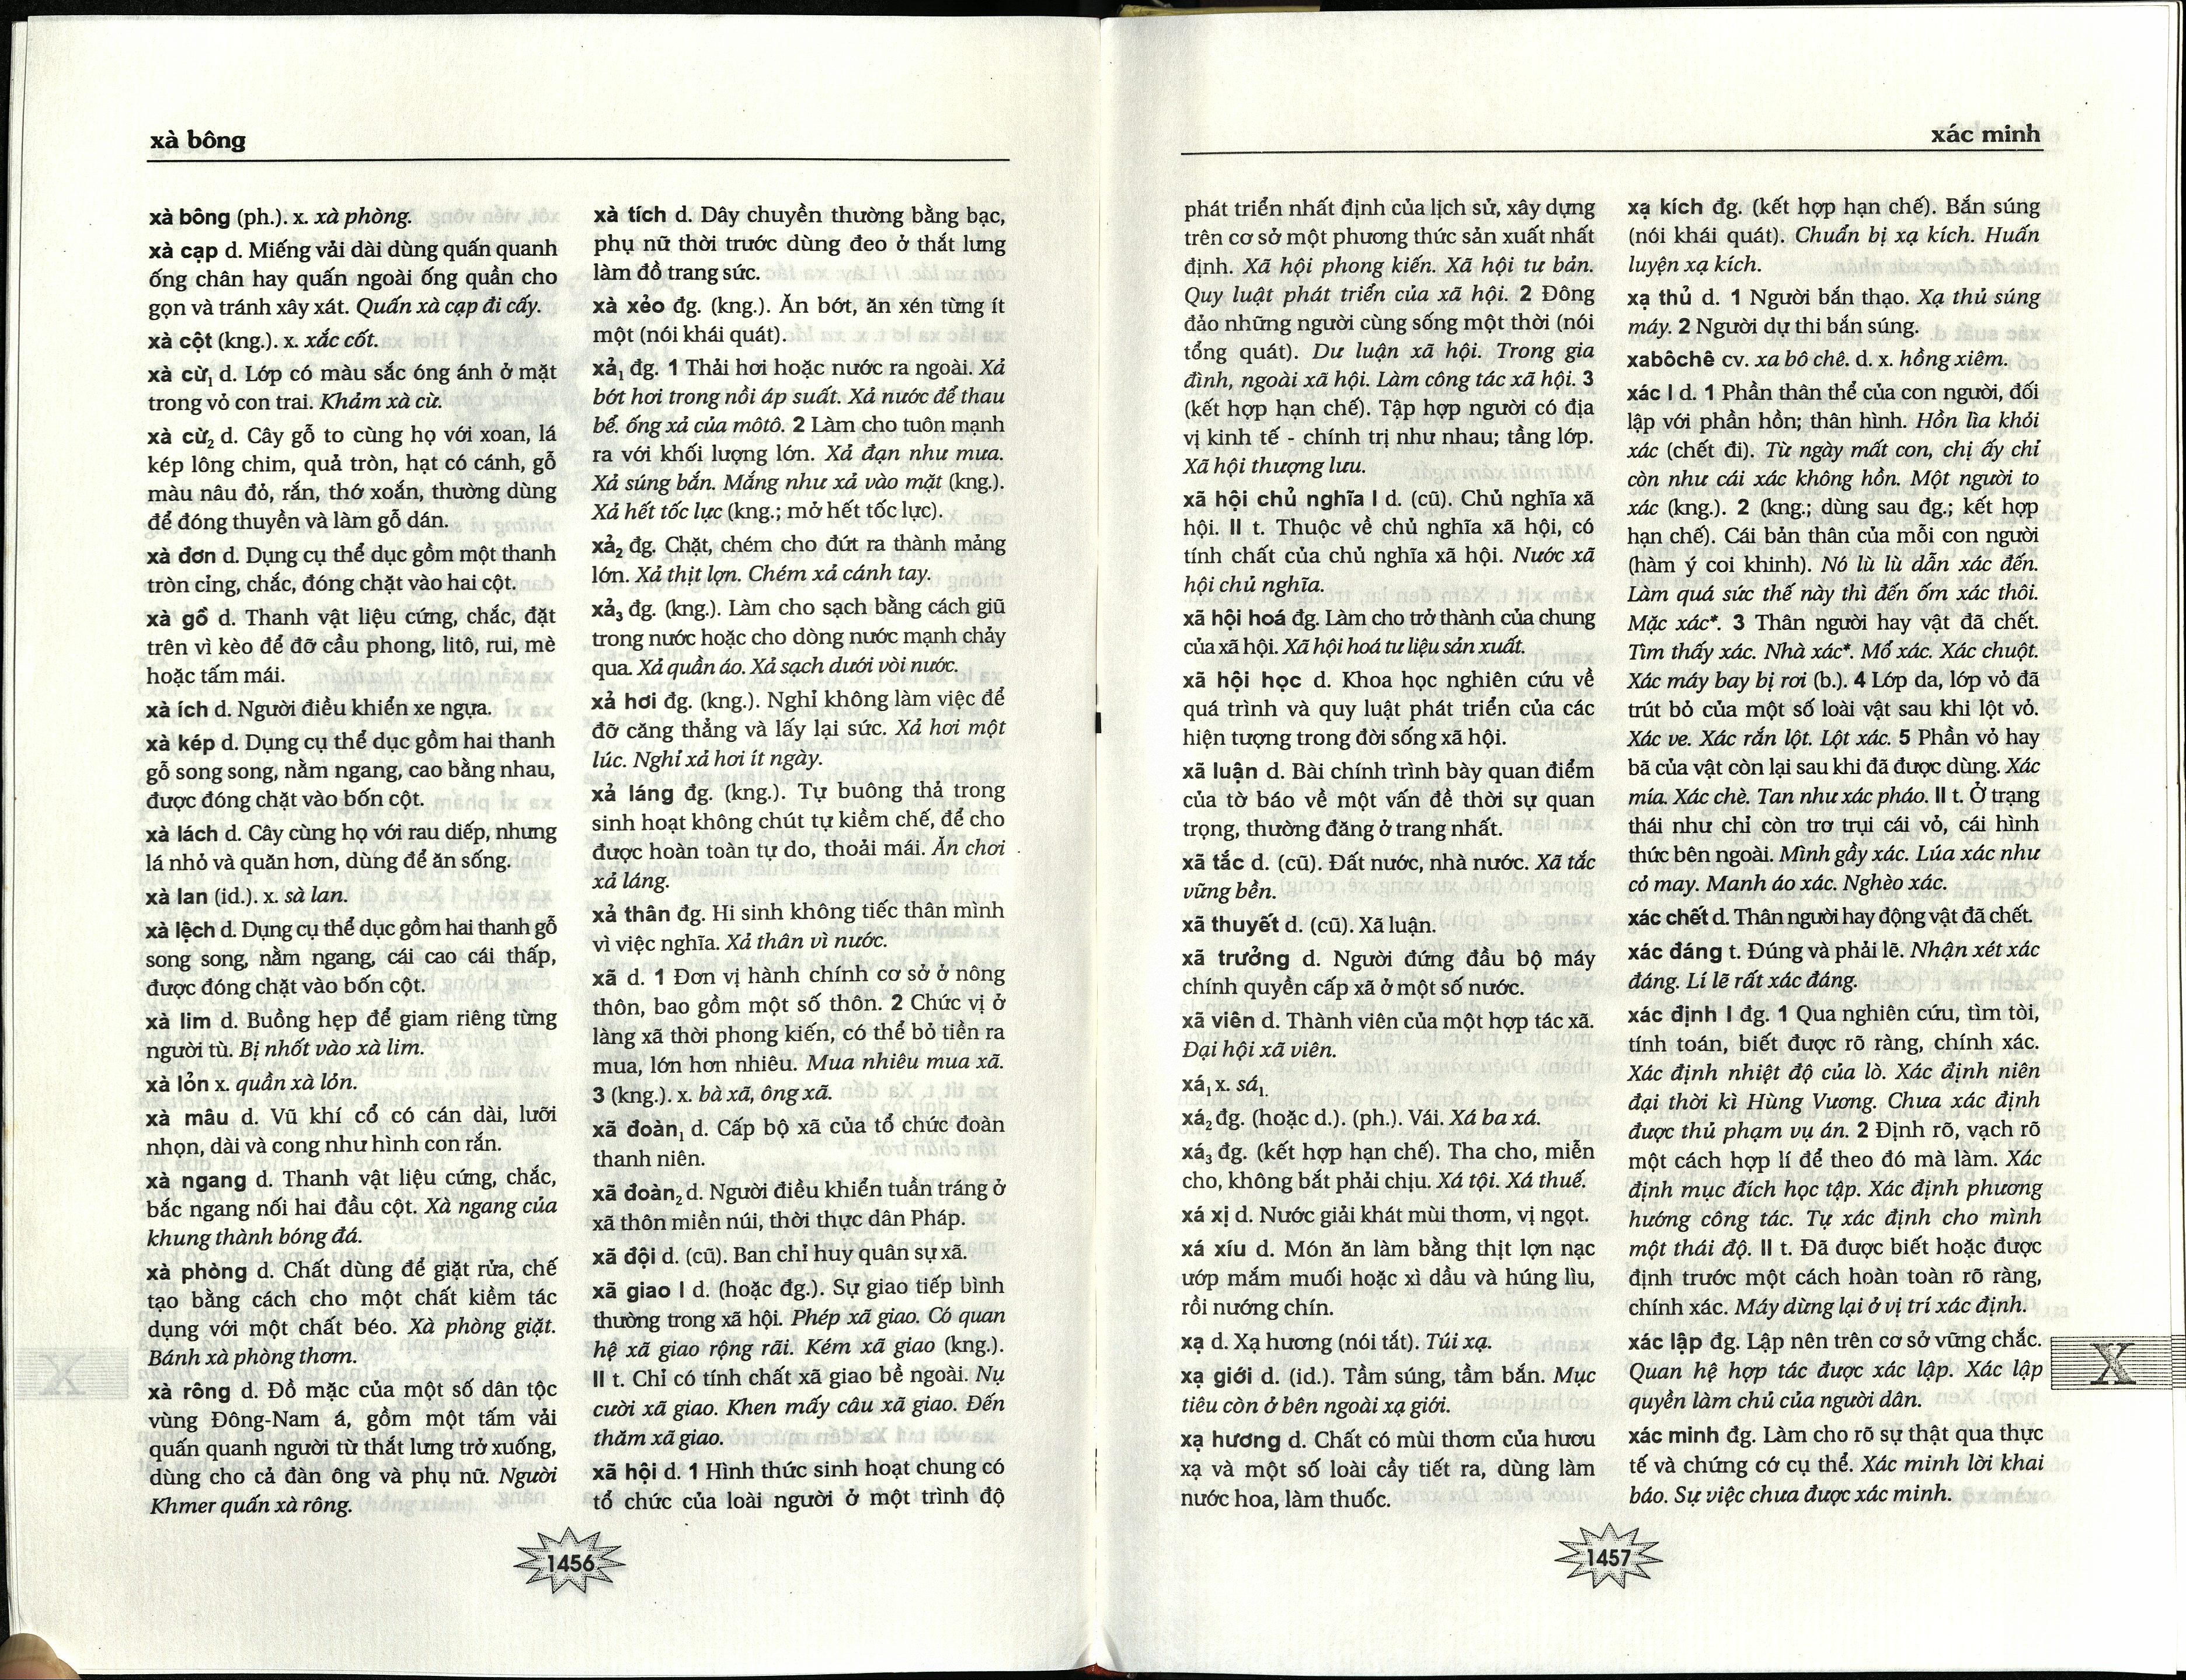 xà bông
xà bông (ph.). x. xà phòng.
xà cạp d. Miếng vải dài dùng quấn quanh
ống chân hay quấn ngoài ống quần cho
gọn và tránh xây xát. Quấn xà cạp đi cấy.
xà cột (kng.). x. xắc cốt.
xà cừ₁ d. Lớp có màu sắc óng ánh ở mặt
trong vỏ con trai. Khảm xà cừ.
xà cừ₂ d. Cây gỗ to cùng họ với xoan, lá
kép lông chim, quả tròn, hạt có cánh, gỗ
màu nâu đỏ, rắn, thớ xoắn, thường dùng
để đóng thuyền và làm gỗ dán.
xà đơn d. Dụng cụ thể dục gồm một thanh
tròn cỉng, chắc, đóng chặt vào hai cột.
xà gồ d. Thanh vật liệu cứng, chắc, đặt
trên vì kèo để đỡ cầu phong, litô, rui, mè
hoặc tấm mái.
xà ích d. Người điều khiển xe ngựa.
xà kép d. Dụng cụ thể dục gồm hai thanh
gỗ song song, nằm ngang, cao bằng nhau,
được đóng chặt vào bốn cột.
xà lách d. Cây cùng họ với rau diếp, nhưng
lá nhỏ và quăn hơn, dùng để ăn sống.
xà lan (id.). x. sà lan.
xà lệch d. Dụng cụ thể dục gồm hai thanh gỗ
song song, nằm ngang, cái cao cái thấp,
được đóng chặt vào bốn cột.
xà lim d. Buồng hẹp để giam riêng từng
người tù. Bị nhốt vào xà lim.
xà lỏn x. quần xà lỏn.
xà mâu d. Vũ khí cổ có cán dài, lưỡi
nhọn, dài và cong như hình con rắn.
xà ngang d. Thanh vật liệu cứng, chắc,
bắc ngang nối hai đầu cột. Xà ngang của
khung thành bóng đá.
xà phòng d. Chất dùng để giặt rửa, chế
tạo bằng cách cho một chất kiềm tác
dụng với một chất béo. Xà phòng giặt.
Bánh xà phòng thơm.
xà rông d. Đồ mặc của một số dân tộc
vùng Đông-Nam á, gồm một tấm vải
quấn quanh người từ thắt lưng trở xuống,
dùng cho cả đàn ông và phụ nữ. Người
Khmer quấn xà rông.
xà tích d. Dây chuyền thường bằng bạc,
phụ nữ thời trước dùng đẹo ở thắt lưng
làm đồ trang sức.
xà xẻo đg. (kng.). Ăn bớt, ăn xén từng ít
một (nói khái quát).
xả₁ đg. 1 Thải hơi hoặc nước ra ngoài. Xả
bớt hơi trong nồi áp suất. Xả nước để thau
bể. ống xả của môtô. 2 Làm cho tuôn mạnh
ra với khối lượng lớn. Xả đạn như mưa.
Xả súng bắn. Mắng như xả vào mặt (kng.).
Xả hết tốc lực (kng.; mở hết tốc lực).
xả₂ đg. Chặt, chém cho đứt ra thành mảng
lớn. Xả thịt lợn. Chém xả cánh tay.
xả₃ đg. (kng.). Làm cho sạch bằng cách giũ
trong nước hoặc cho dòng nước mạnh chảy
qua. Xả quần áo. Xả sạch dưới vòi nước.
xả hơi đg. (kng.). Nghỉ không làm việc để
đỡ căng thẳng và lấy lại sức. Xả hơi một
lúc. Nghỉ xả hơi ít ngày.
xả láng đg. (kng.). Tự buông thả trong
sinh hoạt không chút tự kiềm chế, để cho
được hoàn toàn tự do, thoải mái. Ăn chơi
xả láng.
xả thân đg. Hi sinh không tiếc thân mình
vì việc nghĩa. Xả thân vì nước.
xã d. 1 Đơn vị hành chính cơ sở ở nông
thôn, bao gồm một số thôn. 2 Chức vị ở
làng xã thời phong kiến, có thể bỏ tiền ra
mua, lớn hơn nhiêu. Mua nhiêu mua xã.
3 (kng.). x. bà xã, ông xã.
xã đoàn₁ d. Cấp bộ xã của tổ chức đoàn
thanh niên.
xã đoàn₂ d. Người điều khiển tuần tráng ở
xã thôn miền núi, thời thực dân Pháp.
xã đội d. (cũ). Ban chỉ huy quân sự xã.
xã giao I d. (hoặc đg.). Sự giao tiếp bình
thường trong xã hội. Phép xã giao. Có quan
hệ xã giao rộng rãi. Kém xã giao (kng.).
II t. Chỉ có tính chất xã giao bề ngoài. Nụ
cười xã giao. Khen mấy câu xã giao. Đến
thăm xã giao.
xã hội d. 1 Hình thức sinh hoạt chung có
tổ chức của loài người ở một trình độ
1456
xác minh
phát triển nhất định của lịch sử, xây dựng
trên cơ sở một phương thức sản xuất nhất
định. Xã hội phong kiến. Xã hội tư bản.
Quy luật phát triển của xã hội. 2 Đông
đảo những người cùng sống một thời (nói
tổng quát). Dư luận xã hội. Trong gia
đình, ngoài xã hội. Làm công tác xã hội. 3
(kết hợp hạn chế). Tập hợp người có địa
vị kinh tế - chính trị như nhau; tầng lớp.
Xã hội thượng lưu.
xã hội chủ nghĩa I d. (cũ). Chủ nghĩa xã
hội. II t. Thuộc về chủ nghĩa xã hội, có
tính chất của chủ nghĩa xã hội. Nước xã
hội chủ nghĩa.
xã hội hoá đg. Làm cho trở thành của chung
của xã hội. Xã hội hoá tư liệu sản xuất.
xã hội học d. Khoa học nghiên cứu về
quá trình và quy luật phát triển của các
hiện tượng trong đời sống xã hội.
xã luận d. Bài chính trình bày quan điểm
của tờ báo về một vấn đề thời sự quan
trọng, thường đăng ở trang nhất.
xã tắc d. (cũ). Đất nước, nhà nước. Xã tắc
vững bền.
xã thuyết d. (cũ). Xã luận.
xã trưởng d. Người đứng đầu bộ máy
chính quyền cấp xã ở một số nước.
xã viên d. Thành viên của một hợp tác xã.
Đại hội xã viên.
xá₁ x. sá₁.
xá₂ đg. (hoặc d.). (ph.). Vái. Xá ba xá.
xá₃ đg. (kết hợp hạn chế). Tha cho, miễn
cho, không bắt phải chịu. Xá tội. Xá thuế.
xá xị d. Nước giải khát mùi thơm, vị ngọt.
xá xíu d. Món ăn làm bằng thịt lợn nạc
ướp mắm muối hoặc xì dầu và húng lìu,
rồi nướng chín.
xạ d. Xạ hương (nói tắt). Túi xạ.
xạ giới d. (id.). Tầm súng, tầm bắn. Mục
tiêu còn ở bên ngoài xạ giới.
xạ hương d. Chất có mùi thơm của hươu
xạ và một số loài cầy tiết ra, dùng làm
nước hoa, làm thuốc.
xạ kích đg. (kết hợp hạn chế). Bắn súng
(nói khái quát). Chuẩn bị xạ kích. Huấn
luyện xạ kích.
xạ thủ d. 1 Người bắn thạo. Xạ thủ súng
máy. 2 Người dự thi bắn súng.
xabôchê cv. xa bô chê. d. x. hồng xiêm.
xác I d. 1 Phần thân thể của con người, đối
lập với phần hồn; thân hình. Hồn lìa khỏi
xác (chết đi). Từ ngày mất con, chị ấy chỉ
còn như cái xác không hồn. Một người to
xác (kng.). 2 (kng.; dùng sau đg.; kết hợp
hạn chế). Cái bản thân của mỗi con người
(hàm ý coi khinh). Nó lù lù dẫn xác đến.
Làm quá sức thế này thì đến ốm xác thôi.
Mặc xác*. 3 Thân người hay vật đã chết.
Tìm thấy xác. Nhà xác*. Mổ xác. Xác chuột.
Xác máy bay bị rơi (b.). 4 Lớp da, lớp vỏ đã
trút bỏ của một số loài vật sau khi lột vỏ.
Xác ve. Xác rắn lột. Lột xác. 5 Phần vỏ hay
bã của vật còn lại sau khi đã được dùng. Xác
mía. Xác chè. Tan như xác pháo. II t. Ở trạng
thái như chỉ còn trơ trụi cái vỏ, cái hình
thức bên ngoài. Mình gầy xác. Lúa xác như
cỏ may. Manh áo xác. Nghèo xác.
xác chết d. Thân người hay động vật đã chết.
xác đáng t. Đúng và phải lẽ. Nhận xét xác
đáng. Lí lẽ rất xác đáng.
xác định I đg. 1 Qua nghiên cứu, tìm tòi,
tính toán, biết được rõ ràng, chính xác.
Xác định nhiệt độ của lò. Xác định niên
đại thời kì Hùng Vương. Chưa xác định
được thủ phạm vụ án. 2 Định rõ, vạch rõ
một cách hợp lí để theo đó mà làm. Xác
định mục đích học tập. Xác định phương
hướng công tác. Tự xác định cho mình
một thái độ. II t. Đã được biết hoặc được
định trước một cách hoàn toàn rõ ràng,
chính xác. Máy dừng lại ở vị trí xác định.
xác lập đg. Lập nên trên cơ sở vững chắc.
Quan hệ hợp tác được xác lập. Xác lập
quyền làm chủ của người dân.
xác minh đg. Làm cho rõ sự thật qua thực
tế và chứng cớ cụ thể. Xác minh lời khai
báo. Sự việc chưa được xác minh.
X
1457